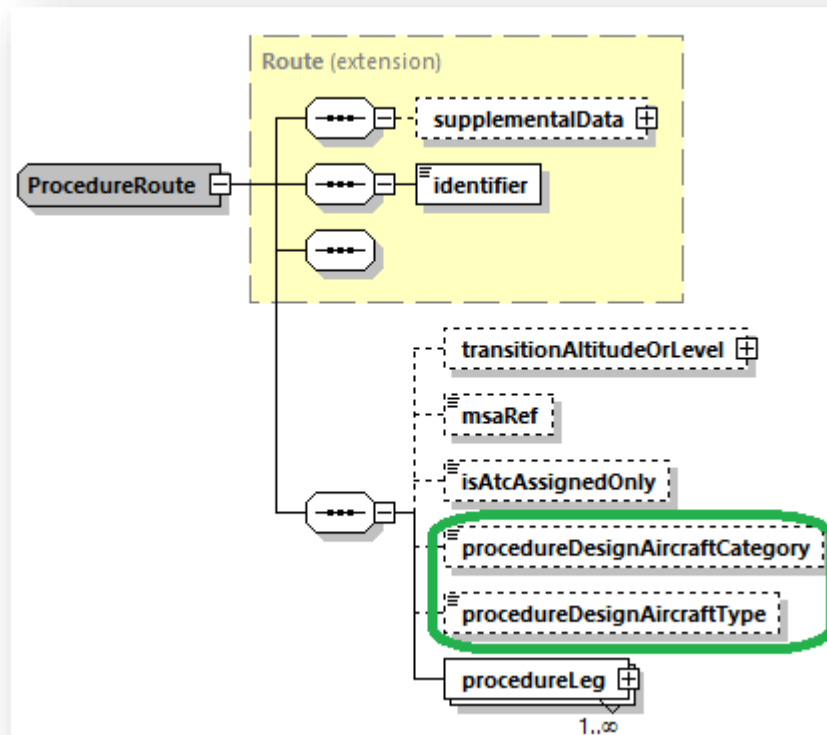 Route (extension)
supplementalData
ProcedureRoute
identifier
transitionAltitudeOrLevel
msaRef
isAtcAssignedOnly
procedureDesignAircraftCategory
procedureDesignAircraftType
procedureLeg
1..∞